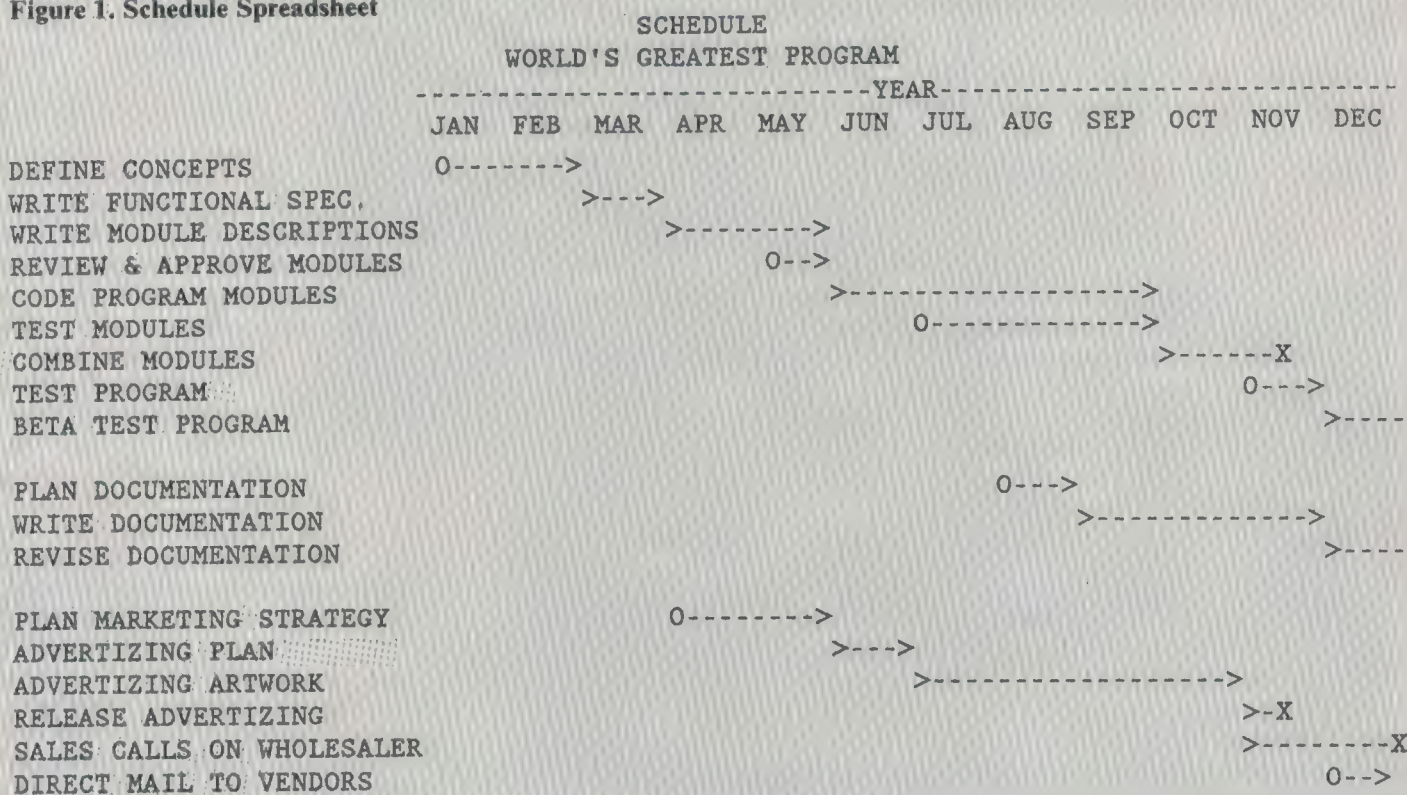 Figure 1. Schedule Spreadsheet
SCHEDULE
WORLD'S GREATEST PROGRAM
----------------------------YEAR----------------------------
JAN FEB MAR APR MAY JUN JUL AUG SEP OCT NOV DEC
DEFINE CONCEPTS O------->
WRITE FUNCTIONAL SPEC. >--->
WRITE MODULE DESCRIPTIONS >-------->
REVIEW & APPROVE MODULES O-->
CODE PROGRAM MODULES >------------------>
TEST MODULES O------------->
COMBINE MODULES >------X
TEST PROGRAM O--->
BETA TEST PROGRAM >----
PLAN DOCUMENTATION O--->
WRITE DOCUMENTATION >------------->
REVISE DOCUMENTATION >----
PLAN MARKETING STRATEGY O-------->
ADVERTIZING PLAN >--->
ADVERTIZING ARTWORK >------------------>
RELEASE ADVERTIZING >-X
SALES CALLS ON WHOLESALER >--------X
DIRECT MAIL TO VENDORS O-->